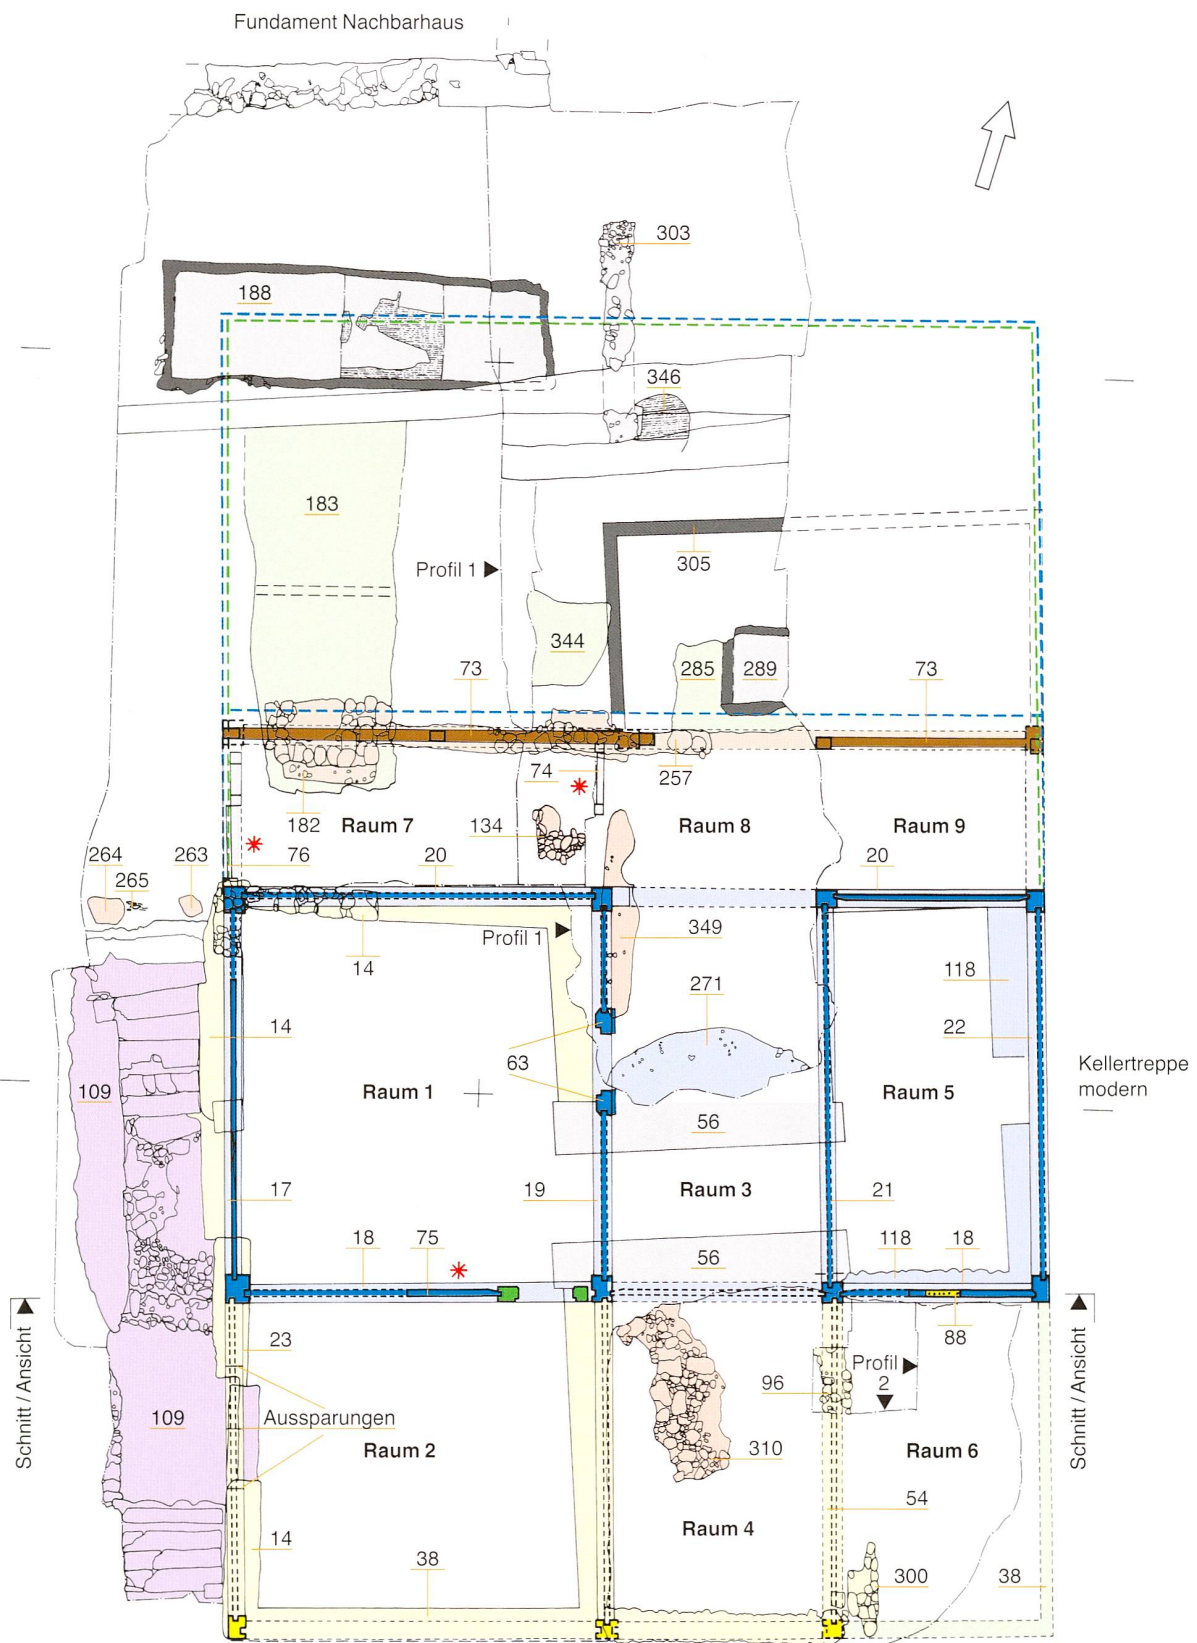 Fundament Nachbarhaus
303
188
346
183
Profil 1
305
344
73
285
289
73
74
257
182
Raum 7
134
Raum 8
Raum 9
264
265
263
76
20
20
Profil 1
349
14
118
271
14
22
63
Kellertreppe
modern
109
Raum 1
Raum 5
56
17
19
Raum 3
21
18
75
56
118
18
88
23
Schnitt / Ansicht
Schnitt / Ansicht
Profil
2
96
109
Aussparungen
Raum 2
310
Raum 6
54
Raum 4
14
38
300
38